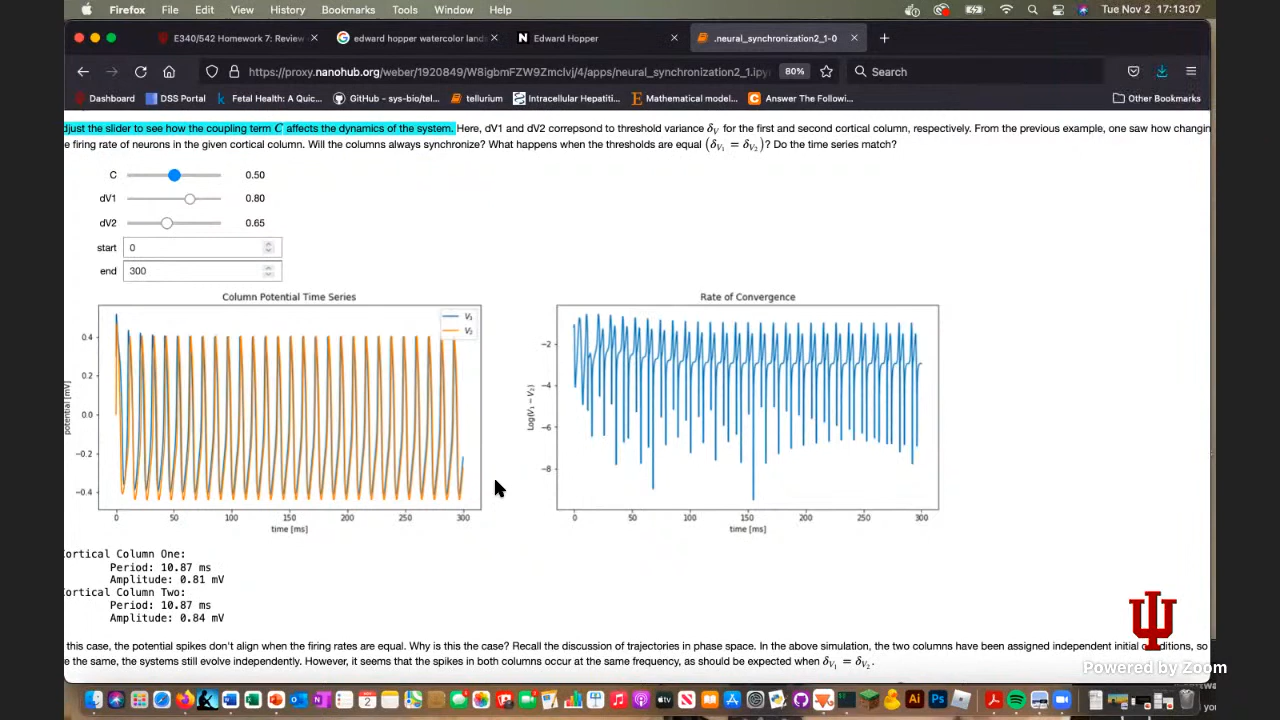 Firefox File Edit View History Bookmarks Tools Window Help Tue Nov 2 17:13:07
E340/542 Homework 7: Review edward hopper watercolor lands Edward Hopper .neural_synchronization2_1-0
https://proxy.nanohub.org/weber/1920849/W8igbmFZW9Zmclvj/4/apps/neural_synchronization2_1.ipy 80% Search
Dashboard DSS Portal Fetal Health: A Quic... GitHub - sys-bio/tel... tellurium Intracellular Hepatiti... Mathematical model... Answer The Followi... Other Bookmarks
djust the slider to see how the coupling term C affects the dynamics of the system. Here, dV1 and dV2 correpsond to threshold variance δV for the first and second cortical column, respectively. From the previous example, one saw how changin
e firing rate of neurons in the given cortical column. Will the columns always synchronize? What happens when the thresholds are equal (δV1 = δV2)? Do the time series match?
C 0.50
dV1 0.80
dV2 0.65
start 0
end 300
Column Potential Time Series
V1
V2
potential [mV]
0.4
0.2
0.0
−0.2
−0.4
0 50 100 150 200 250 300
time [ms]
Rate of Convergence
Log(V1 − V2)
−2
−4
−6
−8
0 50 100 150 200 250 300
time [ms]
Cortical Column One:
Period: 10.87 ms
Amplitude: 0.81 mV
Cortical Column Two:
Period: 10.87 ms
Amplitude: 0.84 mV
this case, the potential spikes don't align when the firing rates are equal. Why is this the case? Recall the discussion of trajectories in phase space. In the above simulation, the two columns have been assigned independent initial conditions, so
e the same, the systems still evolve independently. However, it seems that the spikes in both columns occur at the same frequency, as should be expected when δV1 = δV2.
Powered by Zoom